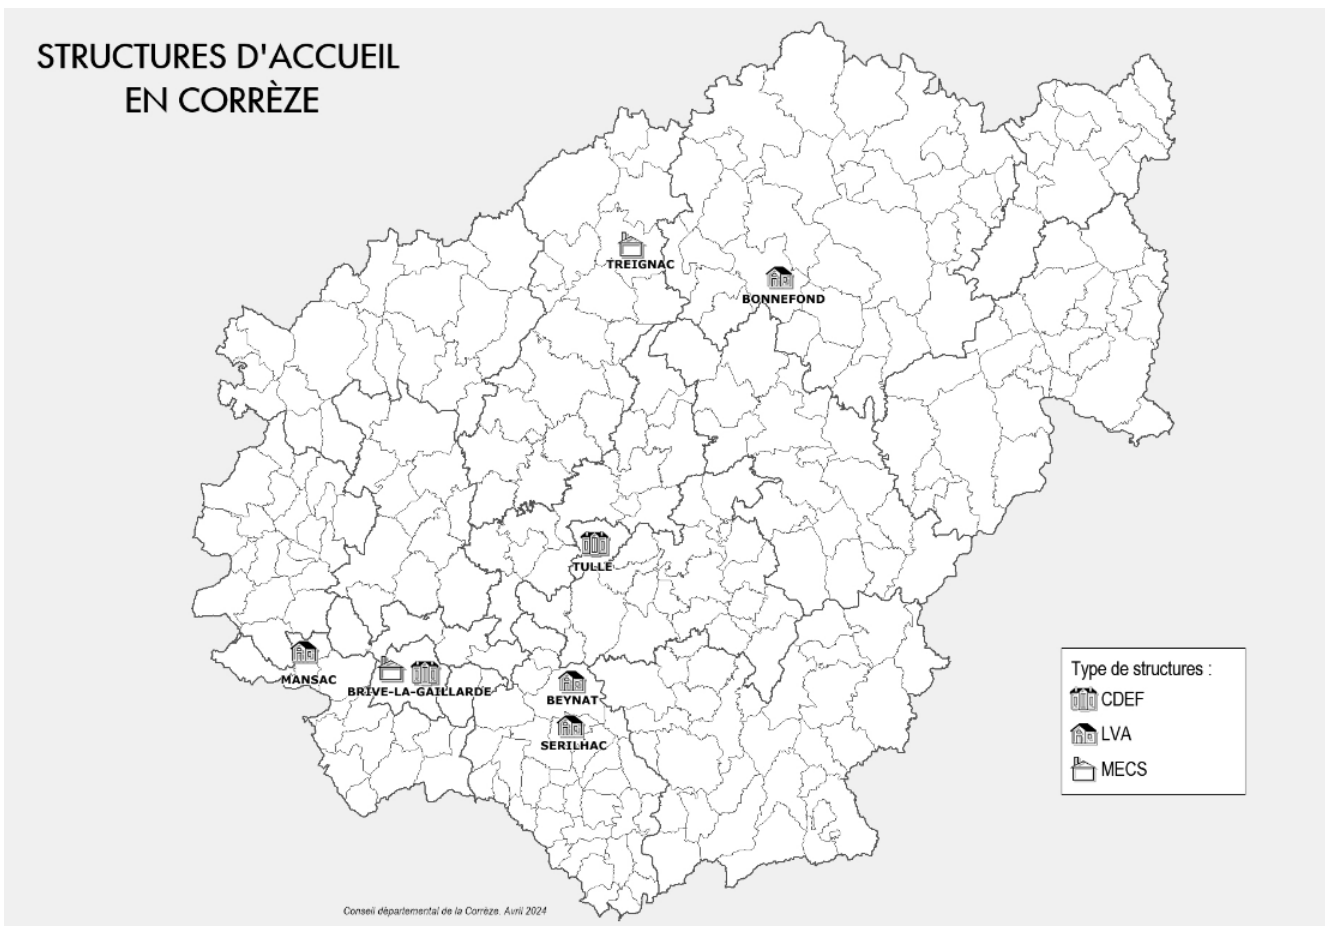 STRUCTURES D'ACCUEIL
EN CORRÈZE
TREIGNAC
BONNEFOND
TULLE
MANSAC
BRIVE-LA-GAILLARDE
BEYNAT
SERILHAC
Type de structures :
CDEF
LVA
MECS
Conseil départemental de la Corrèze. Avril 2024